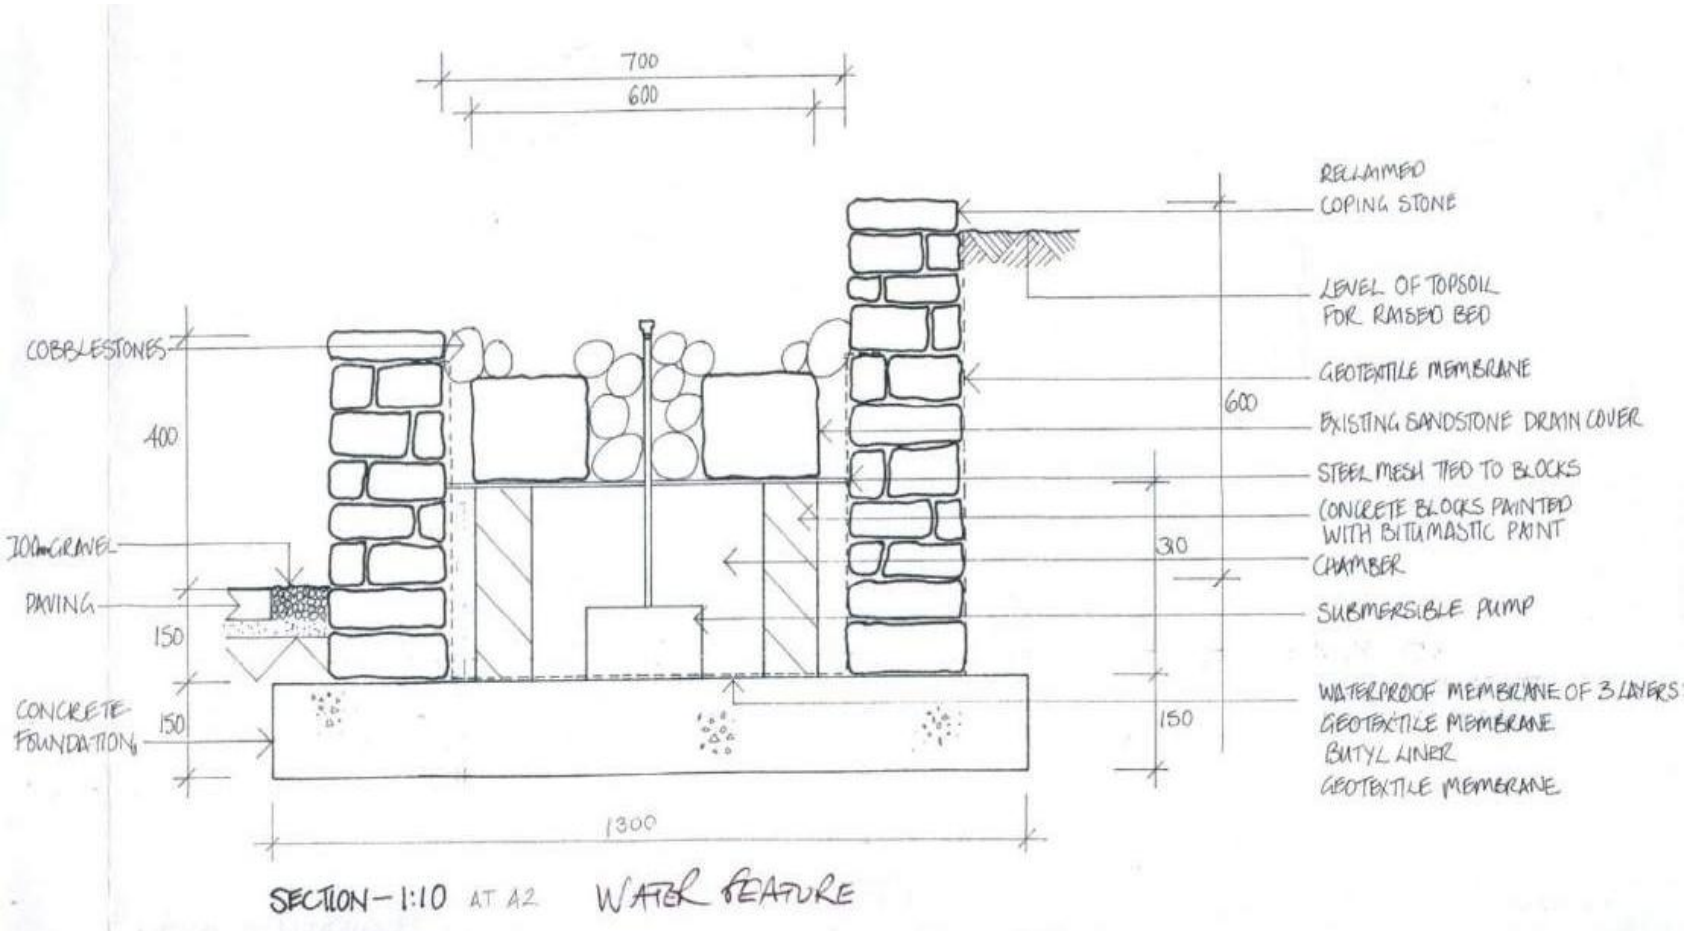 700
600
RECLAIMED
COPING STONE
LEVEL OF TOPSOIL
FOR RAISED BED
COBBLESTONES
GEOTEXTILE MEMBRANE
600
EXISTING SANDSTONE DRAIN COVER
400
STEEL MESH TIED TO BLOCKS
CONCRETE BLOCKS PAINTED
WITH BITUMASTIC PAINT
310
GRAVEL
CHAMBER
PAVING
SUBMERSIBLE PUMP
150
WATERPROOF MEMBRANE OF 3 LAYERS:
GEOTEXTILE MEMBRANE
BUTYL LINER
GEOTEXTILE MEMBRANE
CONCRETE
FOUNDATION
150
150
1300
SECTION - 1:10 AT A2 WATER FEATURE